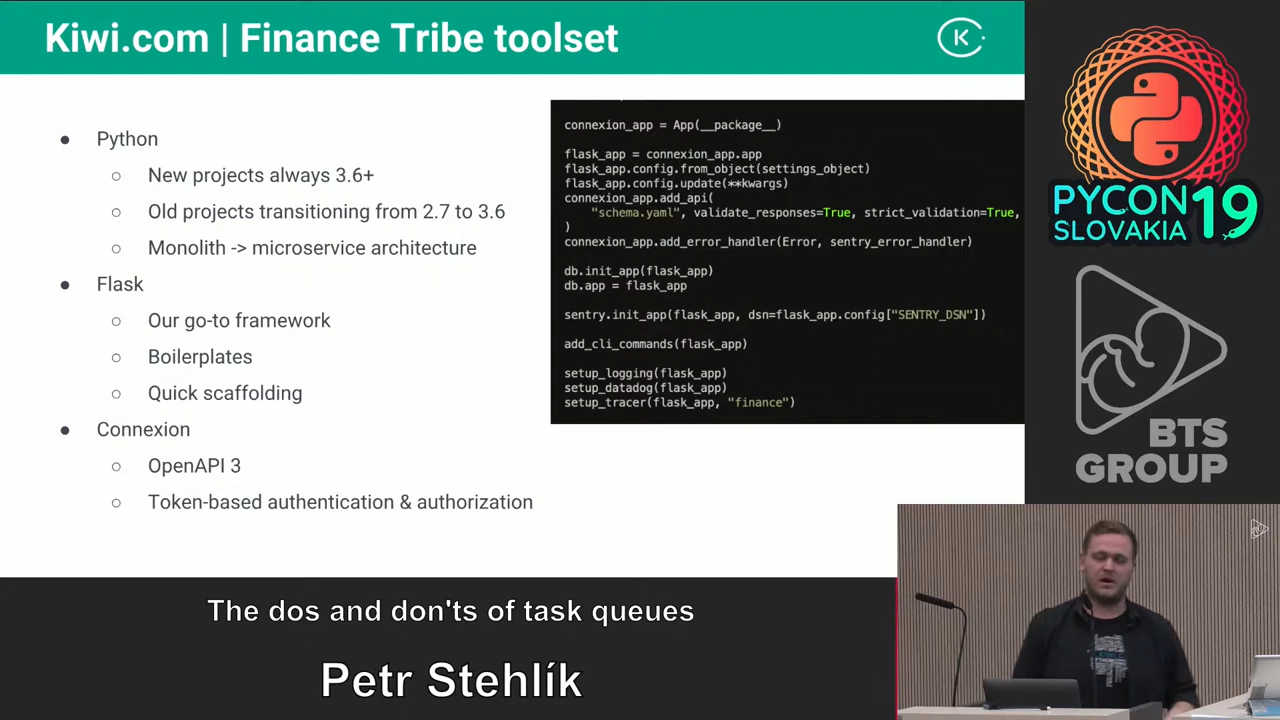 Kiwi.com | Finance Tribe toolset
K
● Python
○ New projects always 3.6+
○ Old projects transitioning from 2.7 to 3.6
○ Monolith -> microservice architecture
● Flask
○ Our go-to framework
○ Boilerplates
○ Quick scaffolding
● Connexion
○ OpenAPI 3
○ Token-based authentication & authorization
connexion_app = App(__package__)
flask_app = connexion_app.app
flask_app.config.from_object(settings_object)
flask_app.config.update(**kwargs)
connexion_app.add_api(
"schema.yaml", validate_responses=True, strict_validation=True,
)
connexion_app.add_error_handler(Error, sentry_error_handler)
db.init_app(flask_app)
db.app = flask_app
sentry.init_app(flask_app, dsn=flask_app.config["SENTRY_DSN"])
add_cli_commands(flask_app)
setup_logging(flask_app)
setup_datadog(flask_app)
setup_tracer(flask_app, "finance")
PYCON
SLOVAKIA 19
BTS
GROUP
The dos and don'ts of task queues
Petr Stehlík